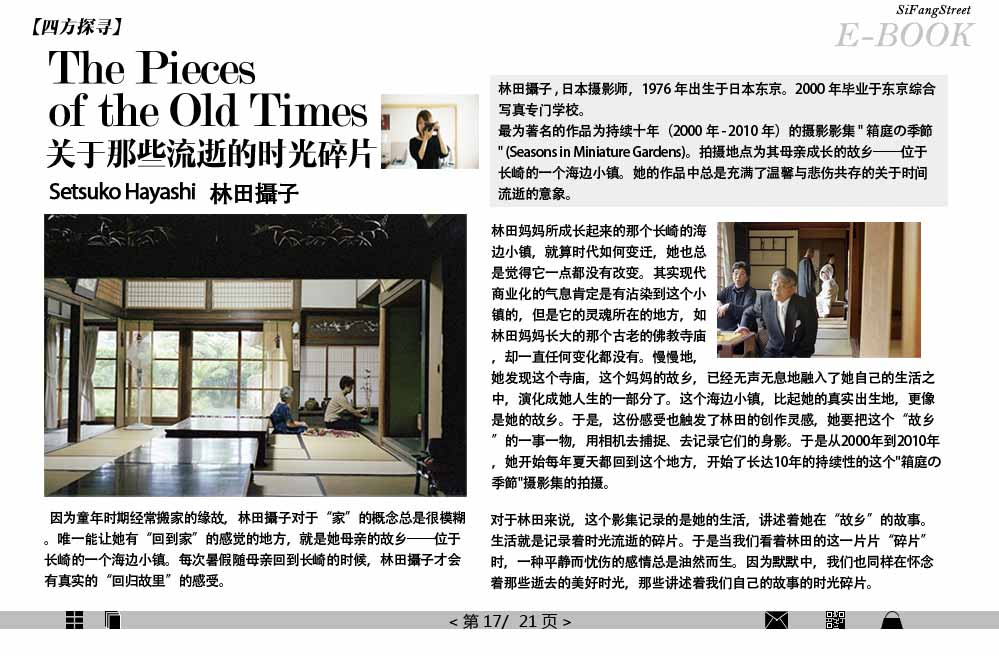 【四方探寻】
SiFangStreet
E-BOOK
The Pieces
of the Old Times
关于那些流逝的时光碎片
Setsuko Hayashi 林田攝子
林田攝子，日本摄影师，1976 年出生于日本东京。2000 年毕业于东京综合
写真专门学校。
最为著名的作品为持续十年（2000 年 - 2010 年）的摄影影集 " 箱庭の季節
" (Seasons in Miniature Gardens)。拍摄地点为其母亲成长的故乡——位于
长崎的一个海边小镇。她的作品中总是充满了温馨与悲伤共存的关于时间
流逝的意象。
因为童年时期经常搬家的缘故，林田攝子对于“家”的概念总是很模糊
。唯一能让她有“回到家”的感觉的地方，就是她母亲的故乡——位于
长崎的一个海边小镇。每次暑假随母亲回到长崎的时候，林田攝子才会
有真实的“回归故里”的感受。
林田妈妈所成长起来的那个长崎的海
边小镇，就算时代如何变迁，她也总
是觉得它一点都没有改变。其实现代
商业化的气息肯定是有沾染到这个小
镇的，但是它的灵魂所在的地方，如
林田妈妈长大的那个古老的佛教寺庙
，却一直任何变化都没有。慢慢地，
她发现这个寺庙，这个妈妈的故乡，已经无声无息地融入了她自己的生活之
中，演化成她人生的一部分了。这个海边小镇，比起她的真实出生地，更像
是她的故乡。于是，这份感受也触发了林田的创作灵感，她要把这个“故乡
”的一事一物，用相机去捕捉、去记录它们的身影。于是从2000年到2010年
，她开始每年夏天都回到这个地方，开始了长达10年的持续性的这个"箱庭の
季節"摄影集的拍摄。
对于林田来说，这个影集记录的是她的生活，讲述着她在“故乡”的故事。
生活就是记录着时光流逝的碎片。于是当我们看着林田的这一片片“碎片”
时，一种平静而忧伤的感情总是油然而生。因为默默中，我们也同样在怀念
着那些逝去的美好时光，那些讲述着我们自己的故事的时光碎片。
< 第 17/ 21 页 >